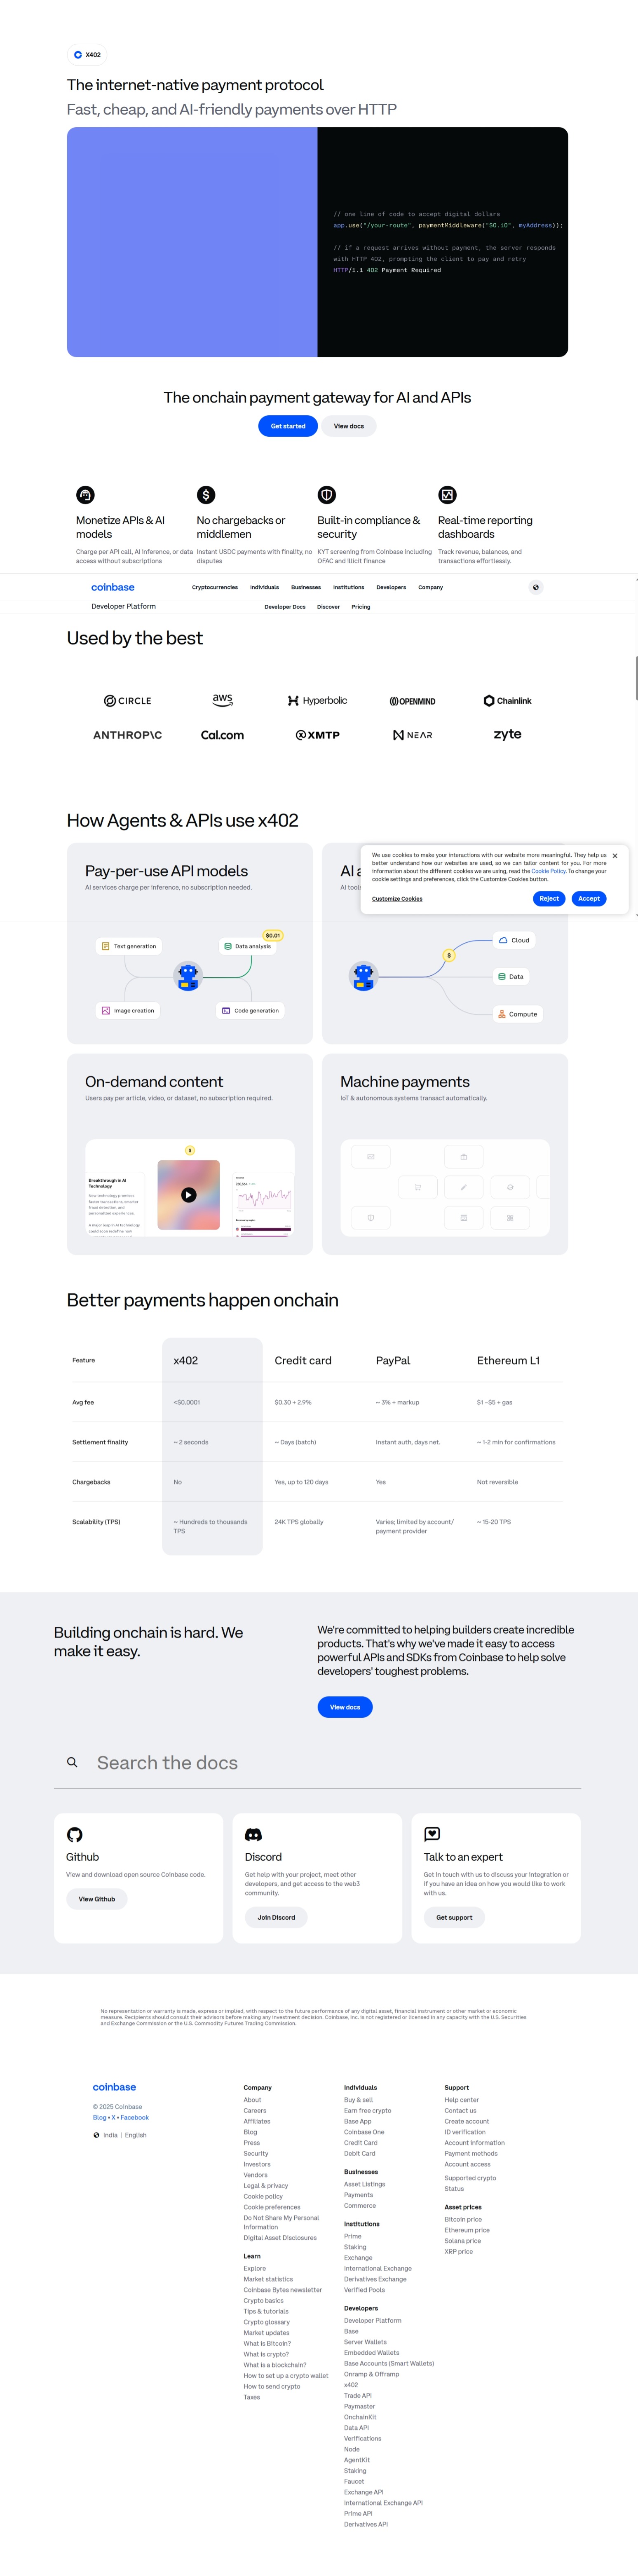 X402
The internet-native payment protocol
Fast, cheap, and AI-friendly payments over HTTP
// one line of code to accept digital dollars
app.use("/your-route", paymentMiddleware("$0.10", myAddress));
// if a request arrives without payment, the server responds
with HTTP 402, prompting the client to pay and retry
HTTP/1.1 402 Payment Required
The onchain payment gateway for AI and APIs
Get started
View docs
Monetize APIs & AI
models
Charge per API call, AI inference, or data
access without subscriptions
No chargebacks or
middlemen
Instant USDC payments with finality, no
disputes
Built-in compliance &
security
KYT screening from Coinbase including
OFAC and illicit finance
Real-time reporting
dashboards
Track revenue, balances, and
transactions effortlessly.
coinbase
Cryptocurrencies
Individuals
Businesses
Institutions
Developers
Company
Developer Platform
Developer Docs
Discover
Pricing
Used by the best
CIRCLE
aws
Hyperbolic
OPENMIND
Chainlink
ANTHROP\C
Cal.com
XMTP
NEAR
zyte
How Agents & APIs use x402
Pay-per-use API models
AI services charge per inference, no subscription needed.
$0.01
Text generation
Data analysis
Image creation
Code generation
AI a
AI tools
We use cookies to make your interactions with our website more meaningful. They help us
better understand how our websites are used, so we can tailor content for you. For more
information about the different cookies we are using, read the Cookie Policy. To change your
cookie settings and preferences, click the Customize Cookies button.
Customize Cookies
Reject
Accept
$
Cloud
Data
Compute
On-demand content
Users pay per article, video, or dataset, no subscription required.
$
Breakthrough in AI
Technology
New technology promises
faster transactions, smarter
fraud detection, and
personalized experiences.
A major leap in AI technology
could soon redefine how
Machine payments
IoT & autonomous systems transact automatically.
Better payments happen onchain
Feature
x402
Credit card
PayPal
Ethereum L1
Avg fee
<$0.0001
$0.30 + 2.9%
~ 3% + markup
$1 -$5 + gas
Settlement finality
~ 2 seconds
~ Days (batch)
Instant auth, days net.
~ 1-2 min for confirmations
Chargebacks
No
Yes, up to 120 days
Yes
Not reversible
Scalability (TPS)
~ Hundreds to thousands
TPS
24K TPS globally
Varies; limited by account/
payment provider
~ 15-20 TPS
Building onchain is hard. We
make it easy.
We're committed to helping builders create incredible
products. That's why we've made it easy to access
powerful APIs and SDKs from Coinbase to help solve
developers' toughest problems.
View docs
Search the docs
Github
View and download open source Coinbase code.
View Github
Discord
Get help with your project, meet other
developers, and get access to the web3
community.
Join Discord
Talk to an expert
Get in touch with us to discuss your integration or
if you have an idea on how you would like to work
with us.
Get support
No representation or warranty is made, express or implied, with respect to the future performance of any digital asset, financial instrument or other market or economic
measure. Recipients should consult their advisors before making any investment decision. Coinbase, Inc. is not registered or licensed in any capacity with the U.S. Securities
and Exchange Commission or the U.S. Commodity Futures Trading Commission.
coinbase
© 2025 Coinbase
Blog • X • Facebook
India | English
Company
About
Careers
Affiliates
Blog
Press
Security
Investors
Vendors
Legal & privacy
Cookie policy
Cookie preferences
Do Not Share My Personal
Information
Digital Asset Disclosures
Learn
Explore
Market statistics
Coinbase Bytes newsletter
Crypto basics
Tips & tutorials
Crypto glossary
Market updates
What is Bitcoin?
What is crypto?
What is a blockchain?
How to set up a crypto wallet
How to send crypto
Taxes
Individuals
Buy & sell
Earn free crypto
Base App
Coinbase One
Credit Card
Debit Card
Businesses
Asset Listings
Payments
Commerce
Institutions
Prime
Staking
Exchange
International Exchange
Derivatives Exchange
Verified Pools
Developers
Developer Platform
Base
Server Wallets
Embedded Wallets
Base Accounts (Smart Wallets)
Onramp & Offramp
x402
Trade API
Paymaster
OnchainKit
Data API
Verifications
Node
AgentKit
Staking
Faucet
Exchange API
International Exchange API
Prime API
Derivatives API
Support
Help center
Contact us
Create account
ID verification
Account information
Payment methods
Account access
Supported crypto
Status
Asset prices
Bitcoin price
Ethereum price
Solana price
XRP price